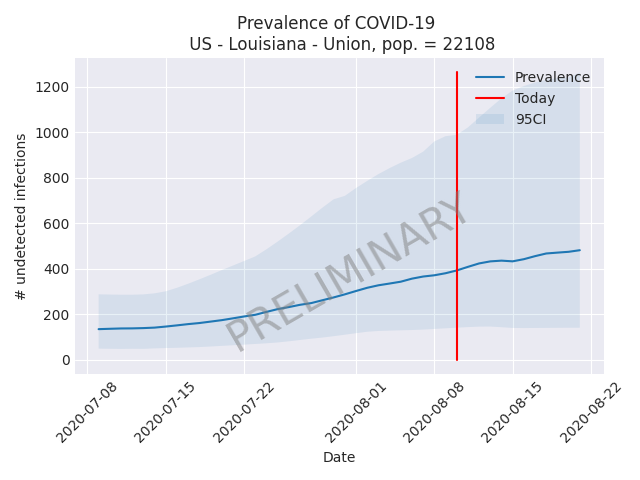 Prevalence of COVID-19
US - Louisiana - Union, pop. = 22108
Prevalence
Today
95CI
# undetected infections
1200
1000
800
600
400
200
0
PRELIMINARY
2020-07-08
2020-07-15
2020-07-22
2020-08-01
2020-08-08
2020-08-15
2020-08-22
Date